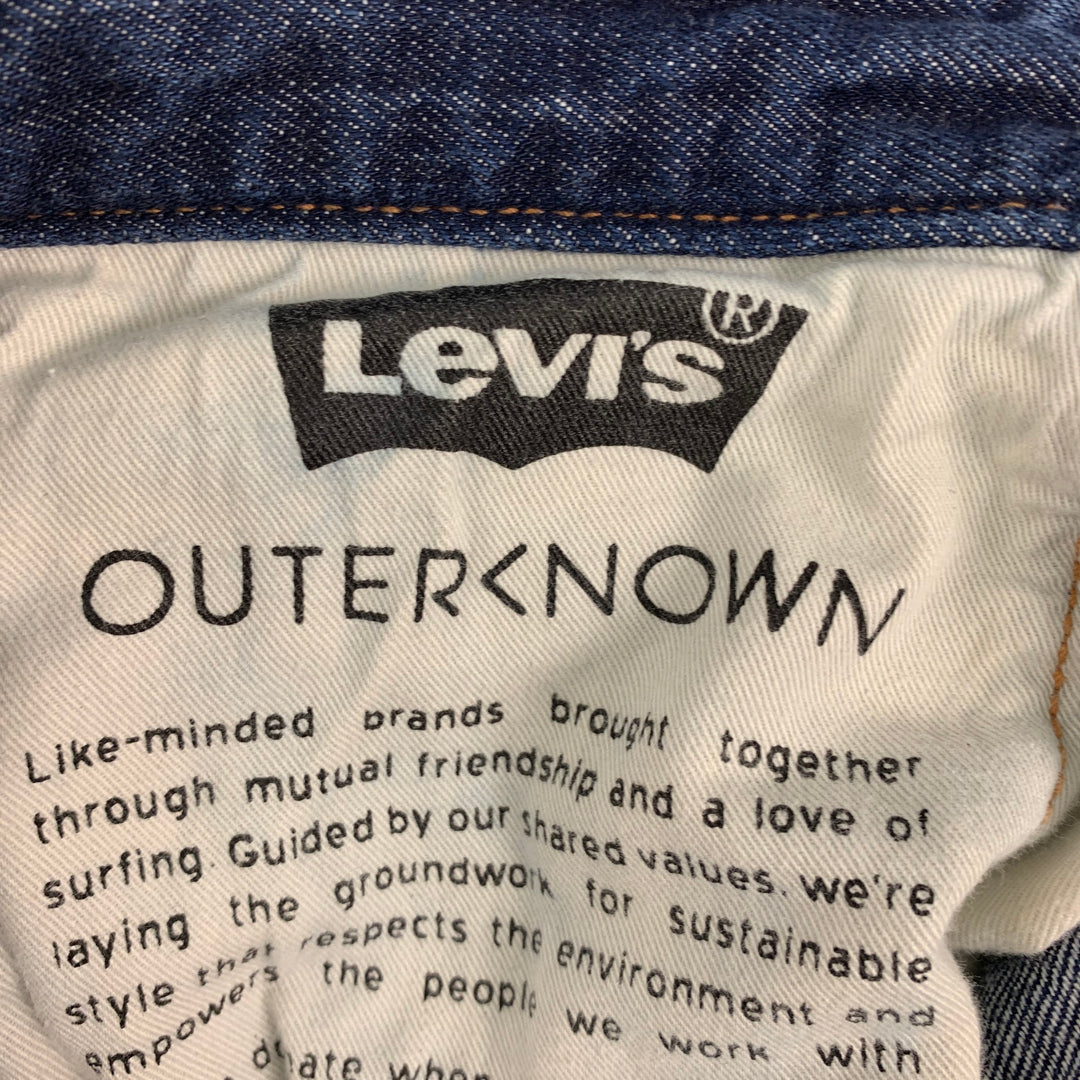 Levi's®
OUTERKNOWN
Like-minded brands brought together
through mutual friendship and a love of
surfing. Guided by our shared values, we're
laying the groundwork for sustainable
style that respects the environment and
empowers the people we work with
when